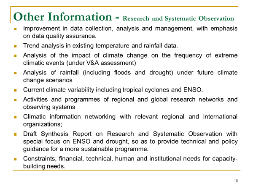 Other Information - Research and Systematic Observation
improvement in data collection, analysis and management, with emphasis
on data quality assurance.
Trend analysis in existing temperature and rainfall data.
Analysis of the impact of climate change on the frequency of extreme
climatic events (under V&A assessment)
Analysis of rainfall (including floods and drought) under future climate
change scenarios
Current climate variability including tropical cyclones and ENSO.
Activities and programmes of regional and global research networks and
observing systems
Climatic information networking with relevant regional and international
organizations;
Draft Synthesis Report on Research and Systematic Observation with
special focus on ENSO and drought, so as to provide technical and policy
guidance for a more sustainable programme.
Constraints, financial, technical, human and institutional needs for capacity-
building needs.